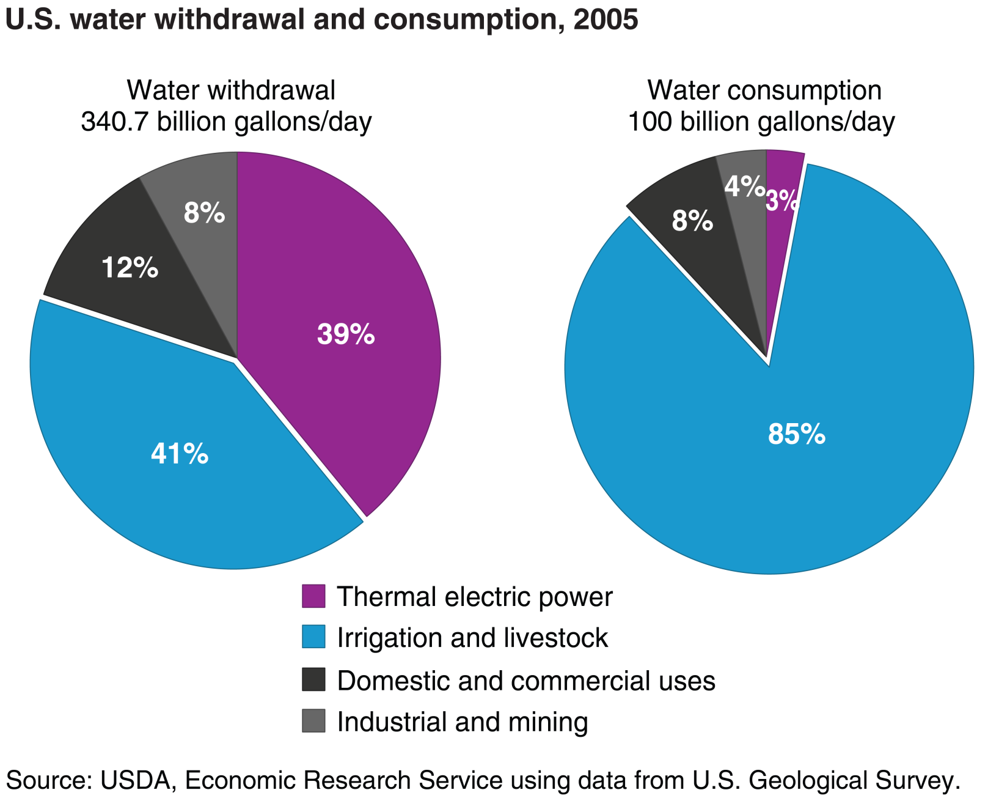 U.S. water withdrawal and consumption, 2005
Water withdrawal
340.7 billion gallons/day
8%
12%
39%
41%
Water consumption
100 billion gallons/day
4%
3%
8%
85%
Thermal electric power
Irrigation and livestock
Domestic and commercial uses
Industrial and mining
Source: USDA, Economic Research Service using data from U.S. Geological Survey.